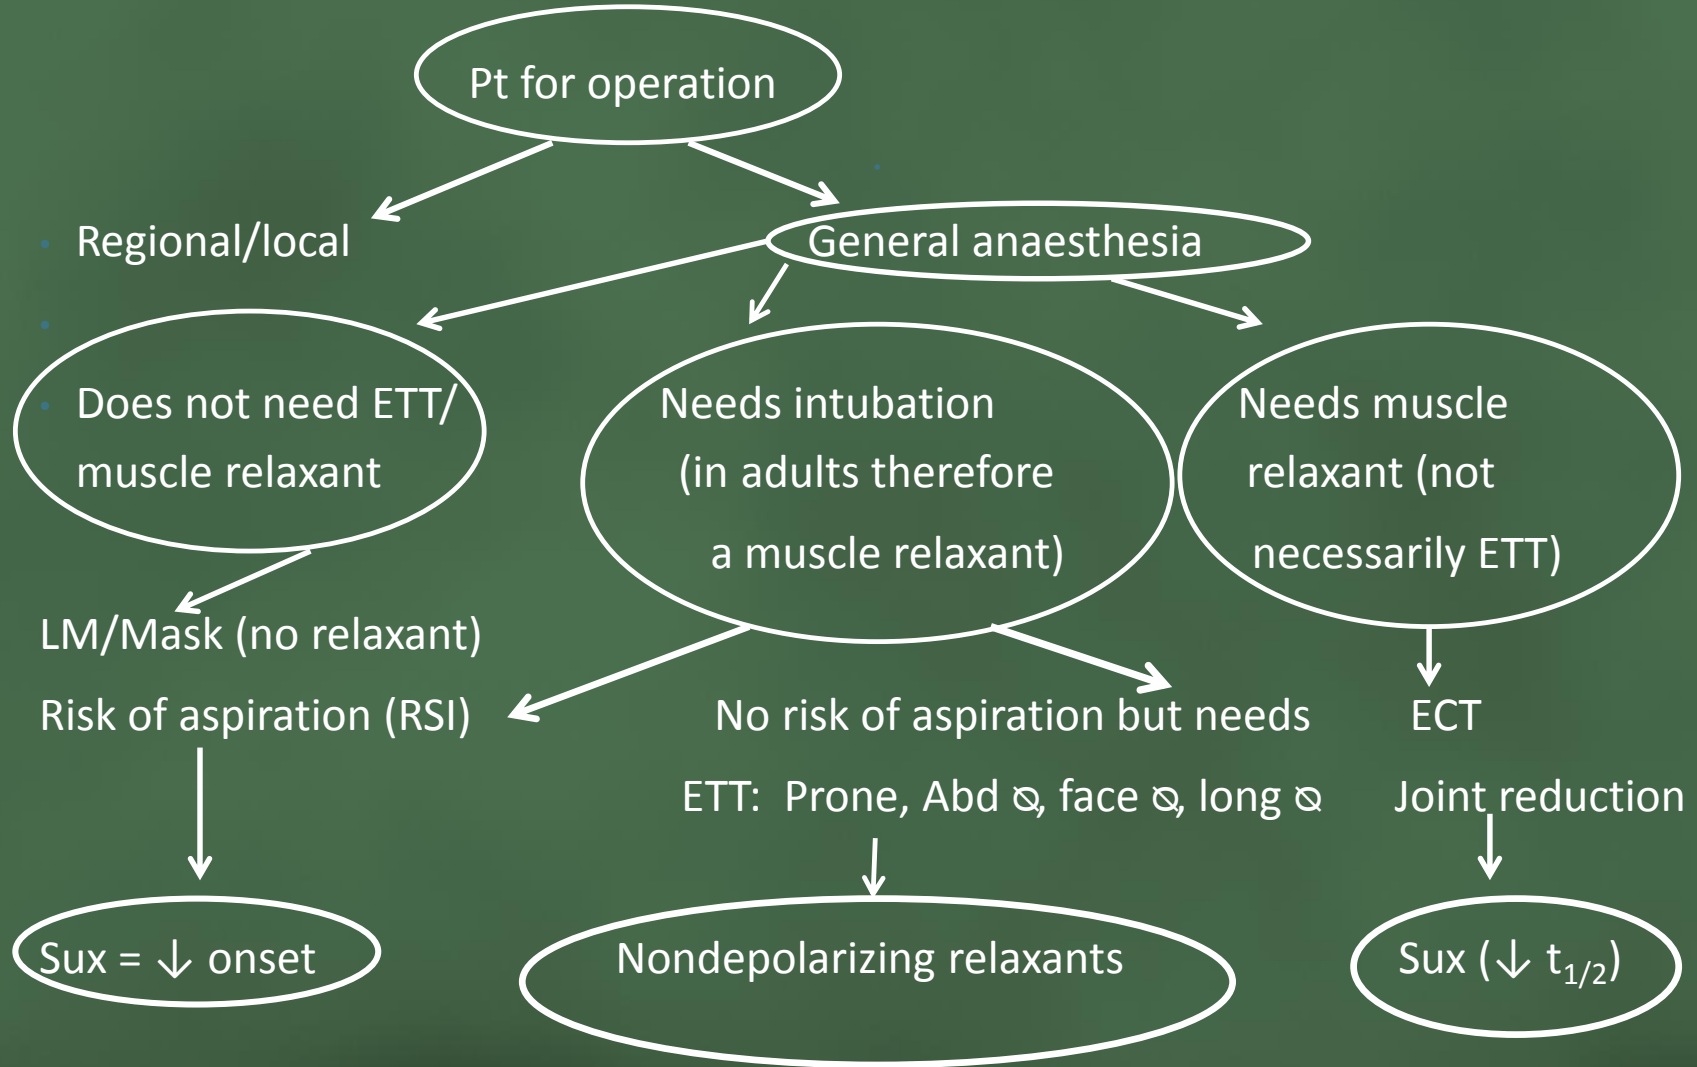 Pt for operation
• Regional/local
General anaesthesia
•
• Does not need ETT/
muscle relaxant
Needs intubation
(in adults therefore
a muscle relaxant)
Needs muscle
relaxant (not
necessarily ETT)
LM/Mask (no relaxant)
Risk of aspiration (RSI)
No risk of aspiration but needs
ETT: Prone, Abd ⦰, face ⦰, long ⦰
ECT
Joint reduction
Sux = ↓ onset
Nondepolarizing relaxants
Sux (↓ t₁/₂)